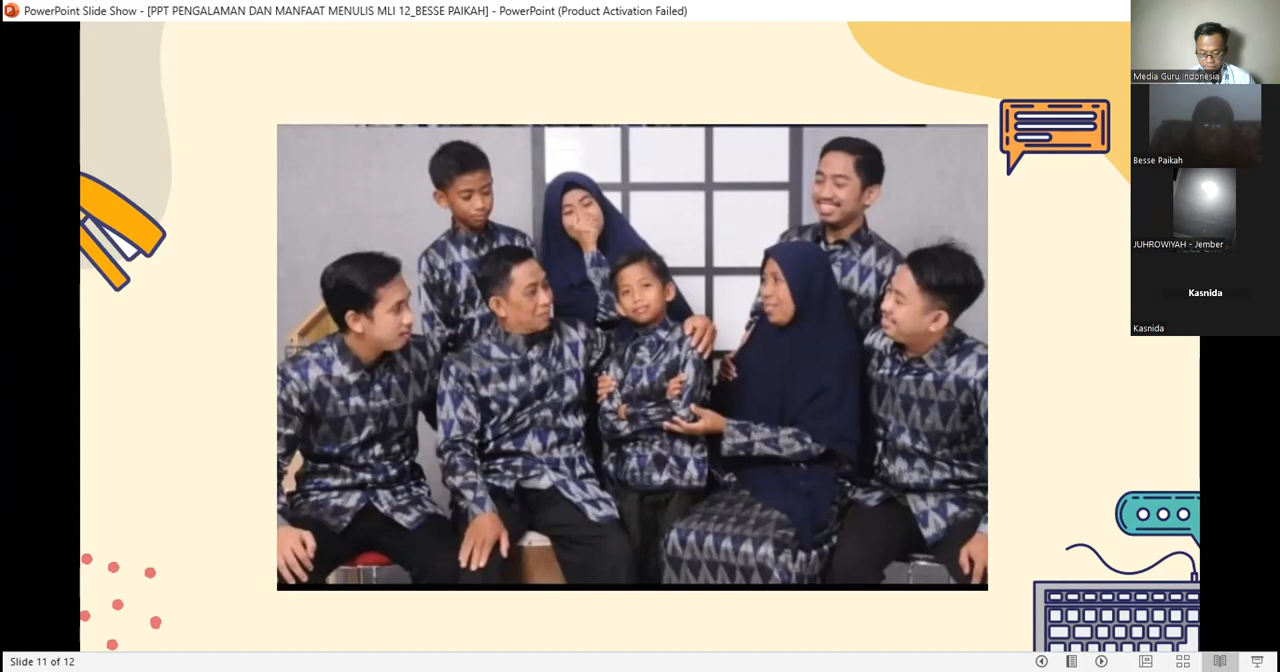 PowerPoint Slide Show - [PPT PENGALAMAN DAN MANFAAT MENULIS MLI 12_BESSE PAIKAH] - PowerPoint (Product Activation Failed)
Media Guru Indonesia
Besse Paikah
JUHROWIYAH - Jember
Kasnida
Kasnida
Slide 11 of 12